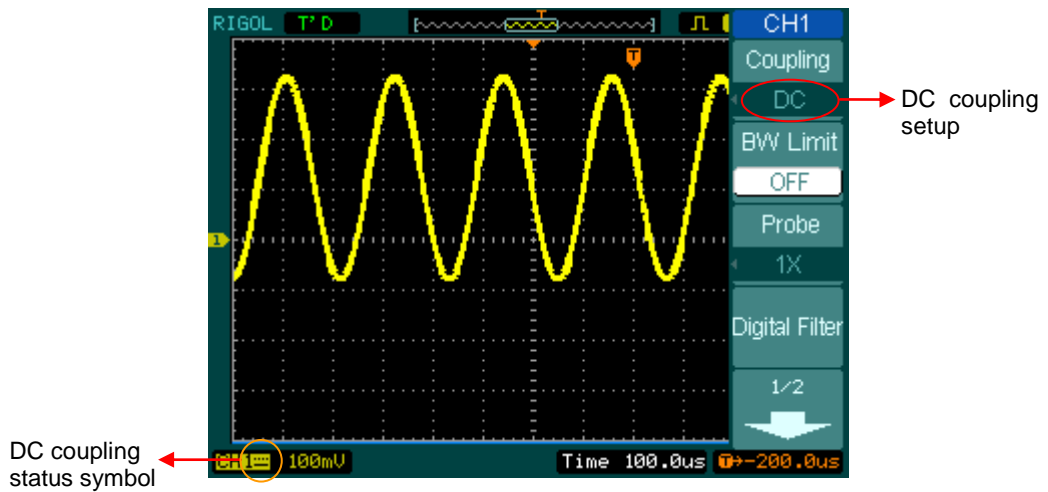 RIGOL T'D T CH1
T
Coupling
DC
DC coupling
setup
BW Limit
OFF
Probe
1
1X
Digital Filter
1/2
DC coupling
status symbol
CH1 100mV Time 100.0us T→-200.0us